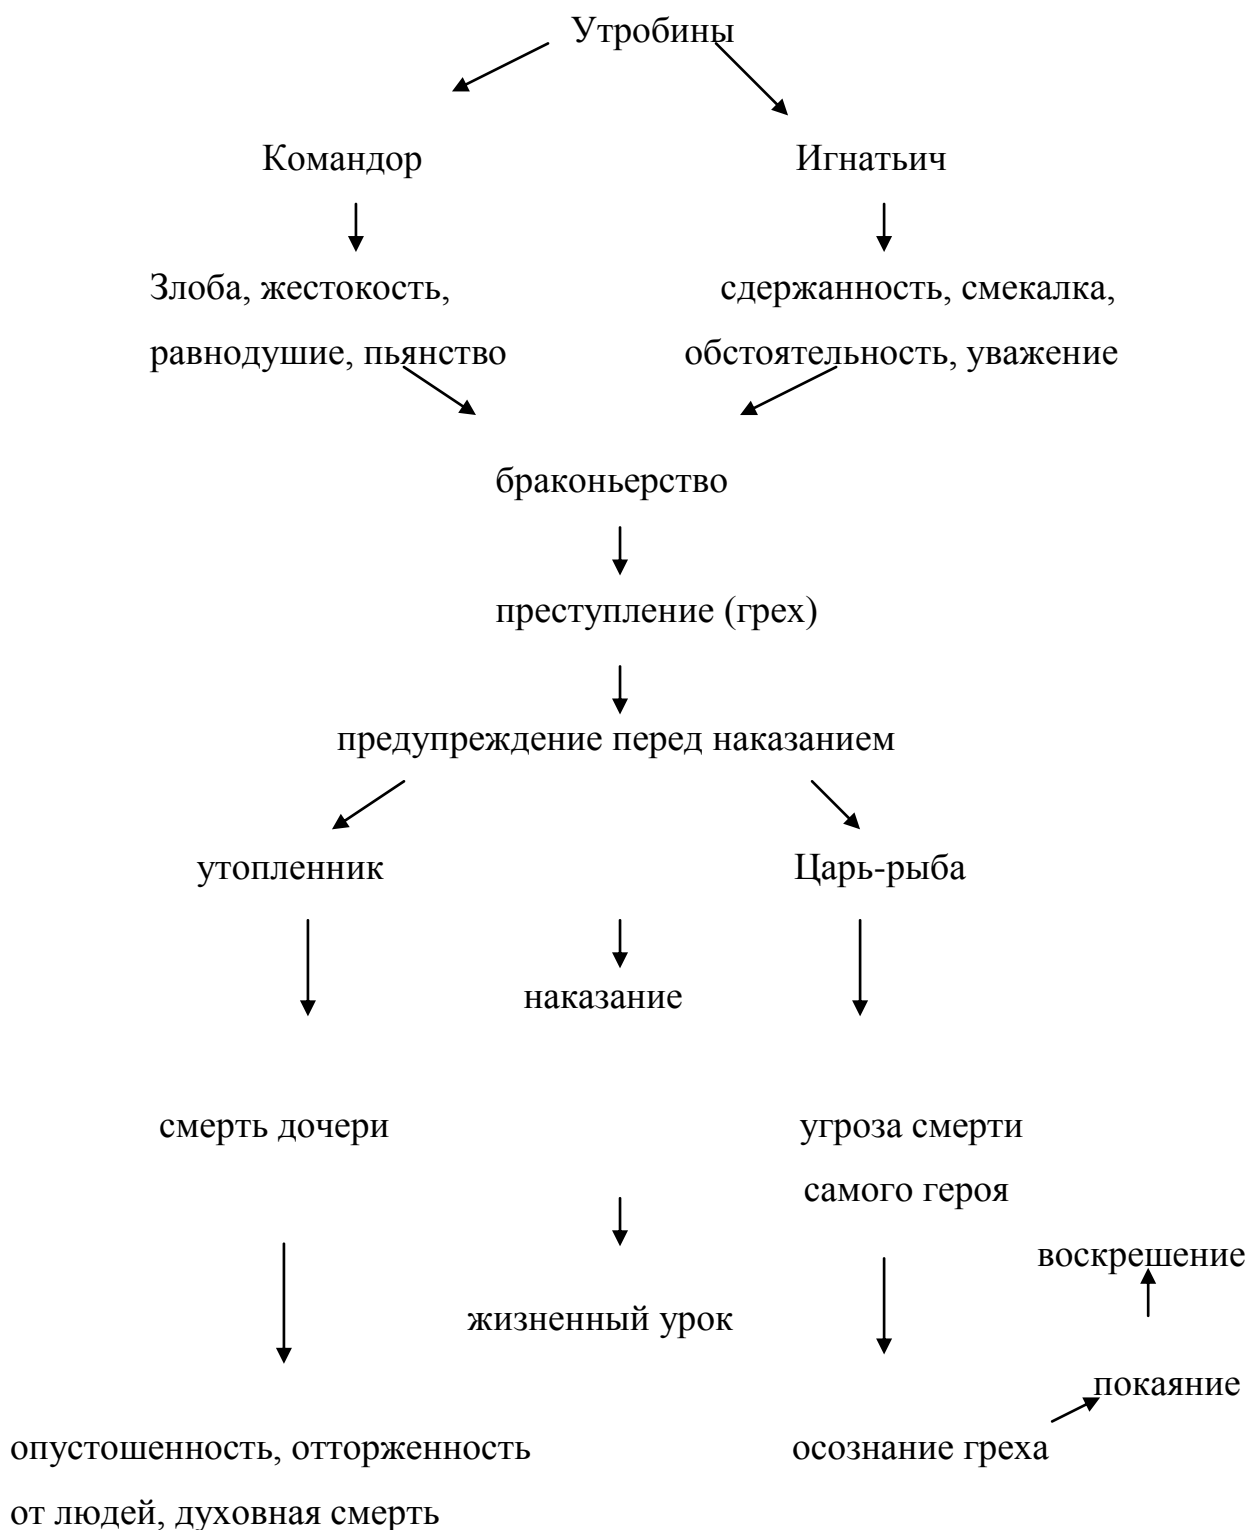 Утробины
Командор Игнатьич
Злоба, жестокость, сдержанность, смекалка,
равнодушие, пьянство обстоятельность, уважение
браконьерство
преступление (грех)
предупреждение перед наказанием
утопленник Царь-рыба
наказание
смерть дочери угроза смерти
самого героя
воскрешение
жизненный урок
покаяние
опустошенность, отторженность осознание греха
от людей, духовная смерть